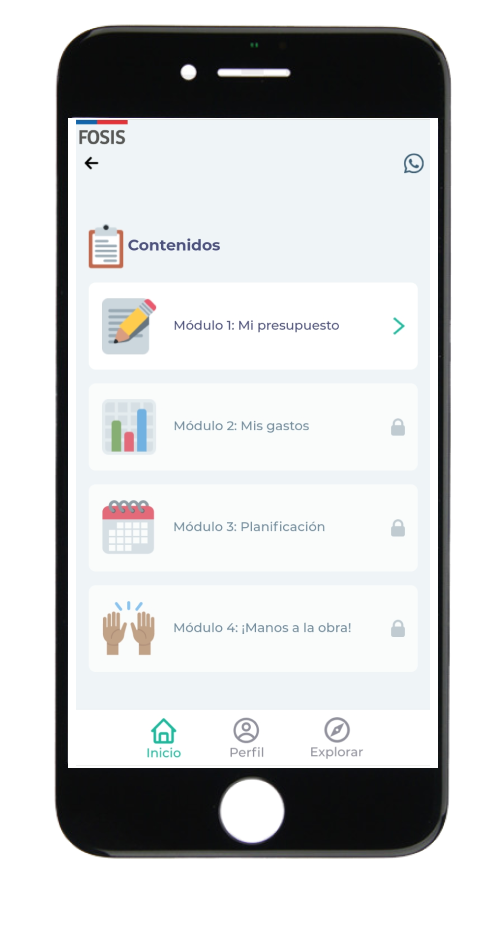 FOSIS
Contenidos
Módulo 1: Mi presupuesto
Módulo 2: Mis gastos
Módulo 3: Planificación
Módulo 4: ¡Manos a la obra!
Inicio
Perfil
Explorar